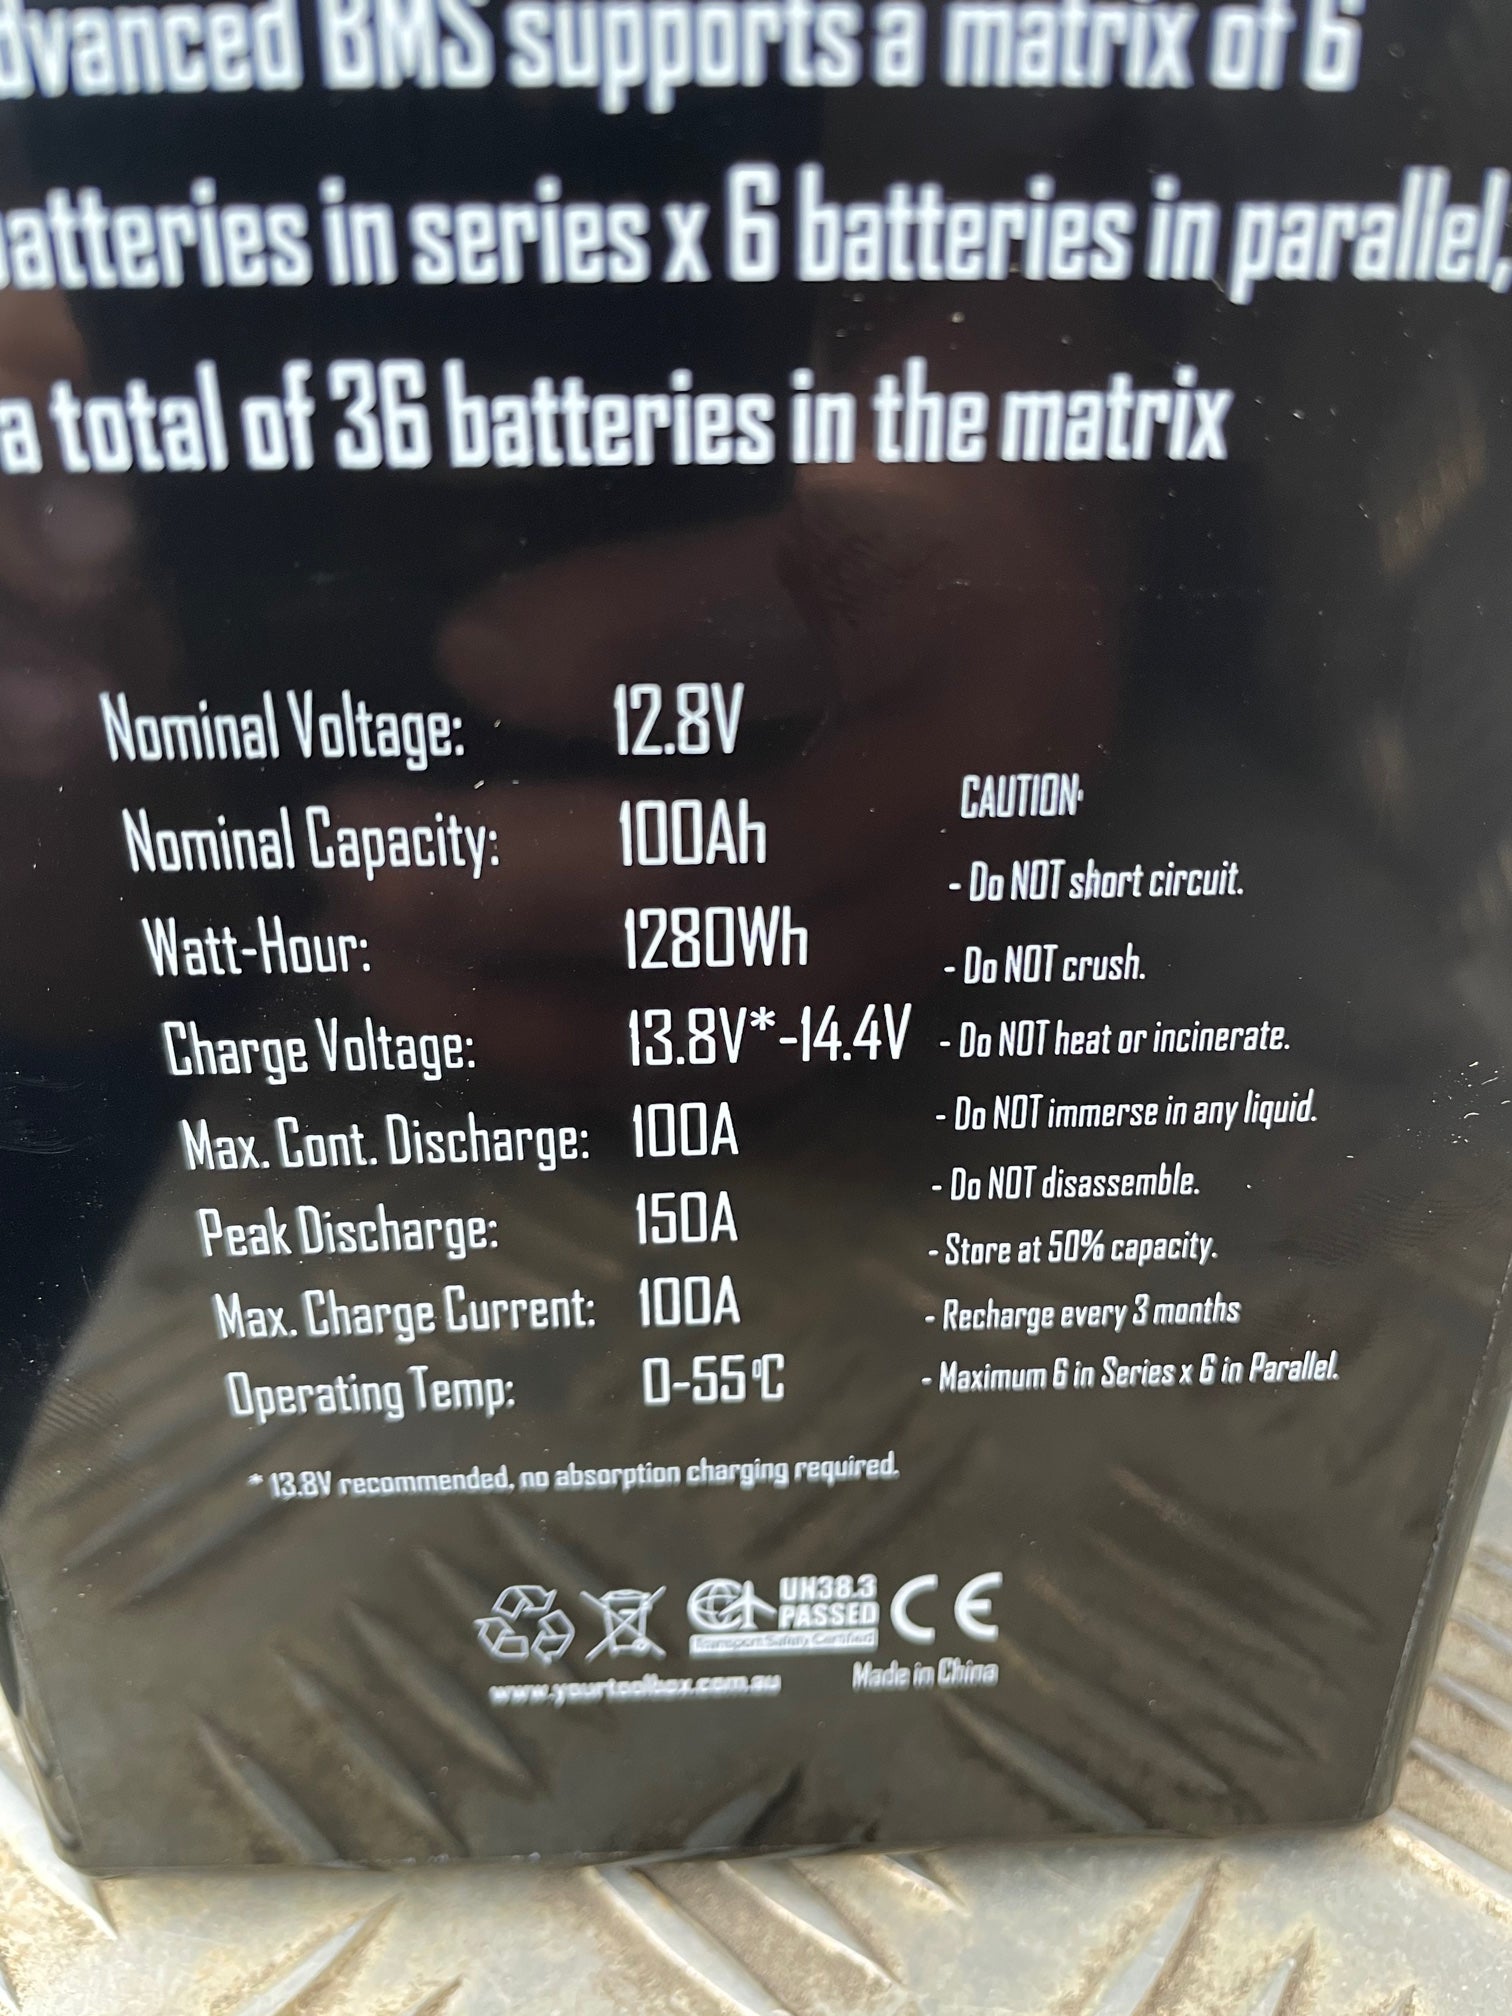 dvanced BMS supports a matrix of 6
atteries in series x 6 batteries in parallel,
a total of 36 batteries in the matrix
Nominal Voltage: 12.8V
Nominal Capacity: 100Ah
Watt-Hour: 1280Wh
Charge Voltage: 13.8V*-14.4V
Max. Cont. Discharge: 100A
Peak Discharge: 150A
Max. Charge Current: 100A
Operating Temp: 0-55°C
CAUTION:
- Do NOT short circuit.
- Do NOT crush.
- Do NOT heat or incinerate.
- Do NOT immerse in any liquid.
- Do NOT disassemble.
- Store at 50% capacity.
- Recharge every 3 months
- Maximum 6 in Series x 6 in Parallel.
* 13.8V recommended, no absorption charging required.
UN38.3
PASSED
Transport Safety Certified
CE
www.yourtoolbox.com.au
Made in China